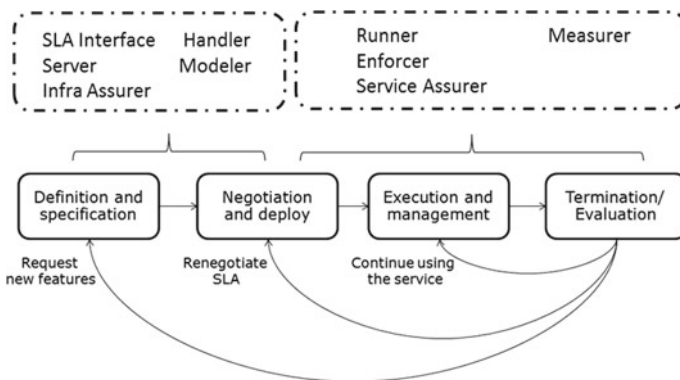 SLA Interface Handler
Server Modeler
Infra Assurer
Runner Measurer
Enforcer
Service Assurer
Definition and
specification
Negotiation
and deploy
Execution and
management
Termination/
Evaluation
Request
new features
Renegotiate
SLA
Continue using
the service